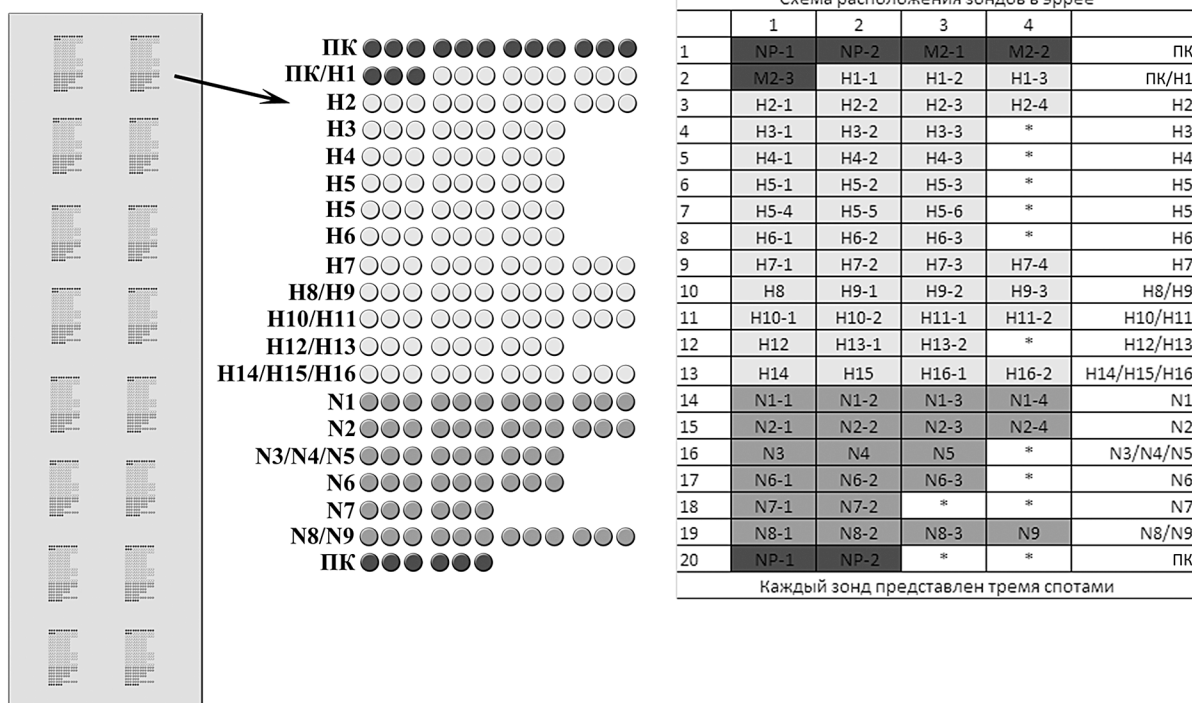 ПК
ПК/Н1
Н2
Н3
Н4
Н5
Н5
Н6
Н7
Н8/Н9
Н10/Н11
Н12/Н13
Н14/Н15/Н16
N1
N2
N3/N4/N5
N6
N7
N8/N9
ПК
Схема расположения зондов в эррее
1 2 3 4
1 NP-1 NP-2 M2-1 M2-2 ПК
2 M2-3 H1-1 H1-2 H1-3 ПК/Н1
3 H2-1 H2-2 H2-3 H2-4 H2
4 H3-1 H3-2 H3-3 * H3
5 H4-1 H4-2 H4-3 * H4
6 H5-1 H5-2 H5-3 * H5
7 H5-4 H5-5 H5-6 * H5
8 H6-1 H6-2 H6-3 * H6
9 H7-1 H7-2 H7-3 H7-4 H7
10 H8 H9-1 H9-2 H9-3 H8/H9
11 H10-1 H10-2 H11-1 H11-2 H10/H11
12 H12 H13-1 H13-2 * H12/H13
13 H14 H15 H16-1 H16-2 H14/H15/H16
14 N1-1 N1-2 N1-3 N1-4 N1
15 N2-1 N2-2 N2-3 N2-4 N2
16 N3 N4 N5 * N3/N4/N5
17 N6-1 N6-2 N6-3 * N6
18 N7-1 N7-2 * * N7
19 N8-1 N8-2 N8-3 N9 N8/N9
20 NP-1 NP-2 * * ПК
Каждый зонд представлен тремя спотами